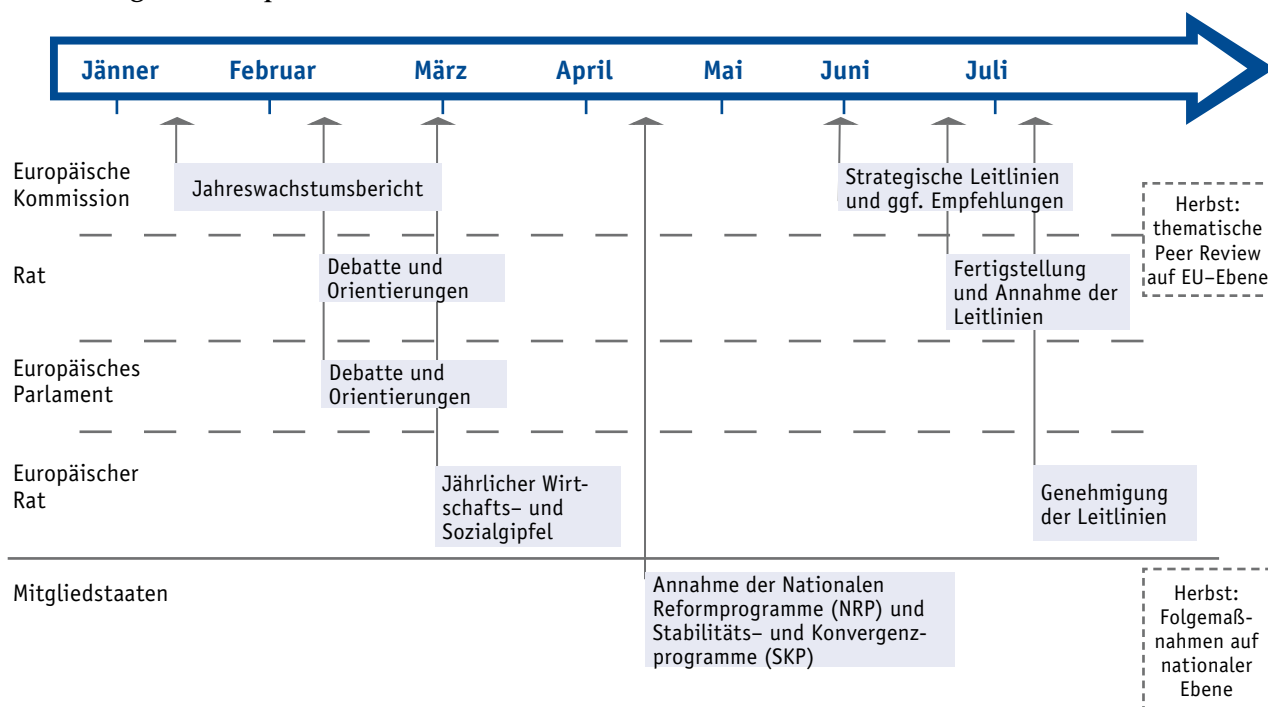 Jänner Februar März April Mai Juni Juli
Europäische
Kommission
Jahreswachstumsbericht
Strategische Leitlinien
und ggf. Empfehlungen
Herbst:
thematische
Peer Review
auf EU–Ebene
Rat
Debatte und
Orientierungen
Fertigstellung
und Annahme der
Leitlinien
Europäisches
Parlament
Debatte und
Orientierungen
Europäischer
Rat
Jährlicher Wirt-
schafts– und
Sozialgipfel
Genehmigung
der Leitlinien
Mitgliedstaaten
Annahme der Nationalen
Reformprogramme (NRP) und
Stabilitäts– und Konvergenz-
programme (SKP)
Herbst:
Folgemaß-
nahmen auf
nationaler
Ebene